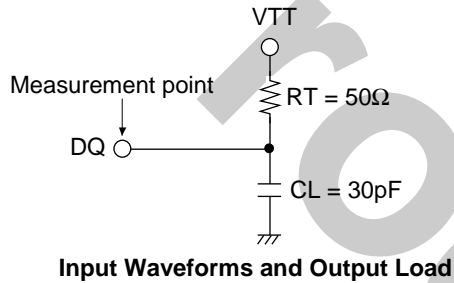 VTT
Measurement point
RT = 50Ω
DQ
CL = 30pF
Input Waveforms and Output Load